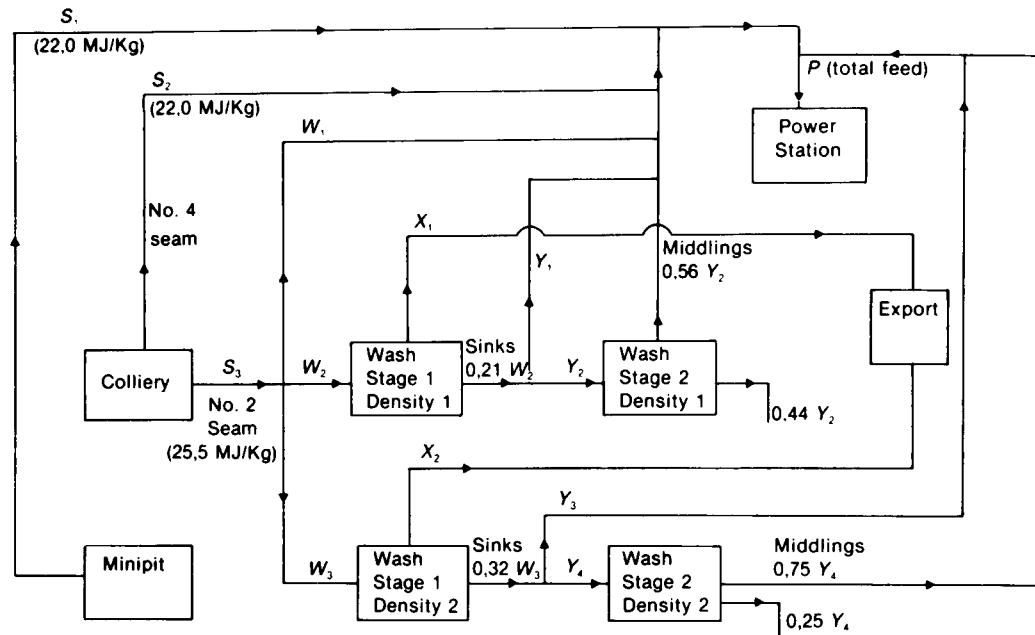 S₁
(22,0 MJ/Kg)
P (total feed)
S₂
(22,0 MJ/Kg)
Power
Station
W₁
No. 4
seam
X₁
Y₁
Middlings
0,56 Y₂
Export
Colliery
S₃
No. 2
Seam
(25,5 MJ/Kg)
W₂
Wash
Stage 1
Density 1
Sinks
0,21 W₂
Y₂
Wash
Stage 2
Density 1
0,44 Y₂
X₂
Y₃
Minipit
W₃
Wash
Stage 1
Density 2
Sinks
0,32 W₃
Y₄
Wash
Stage 2
Density 2
Middlings
0,75 Y₄
0,25 Y₄